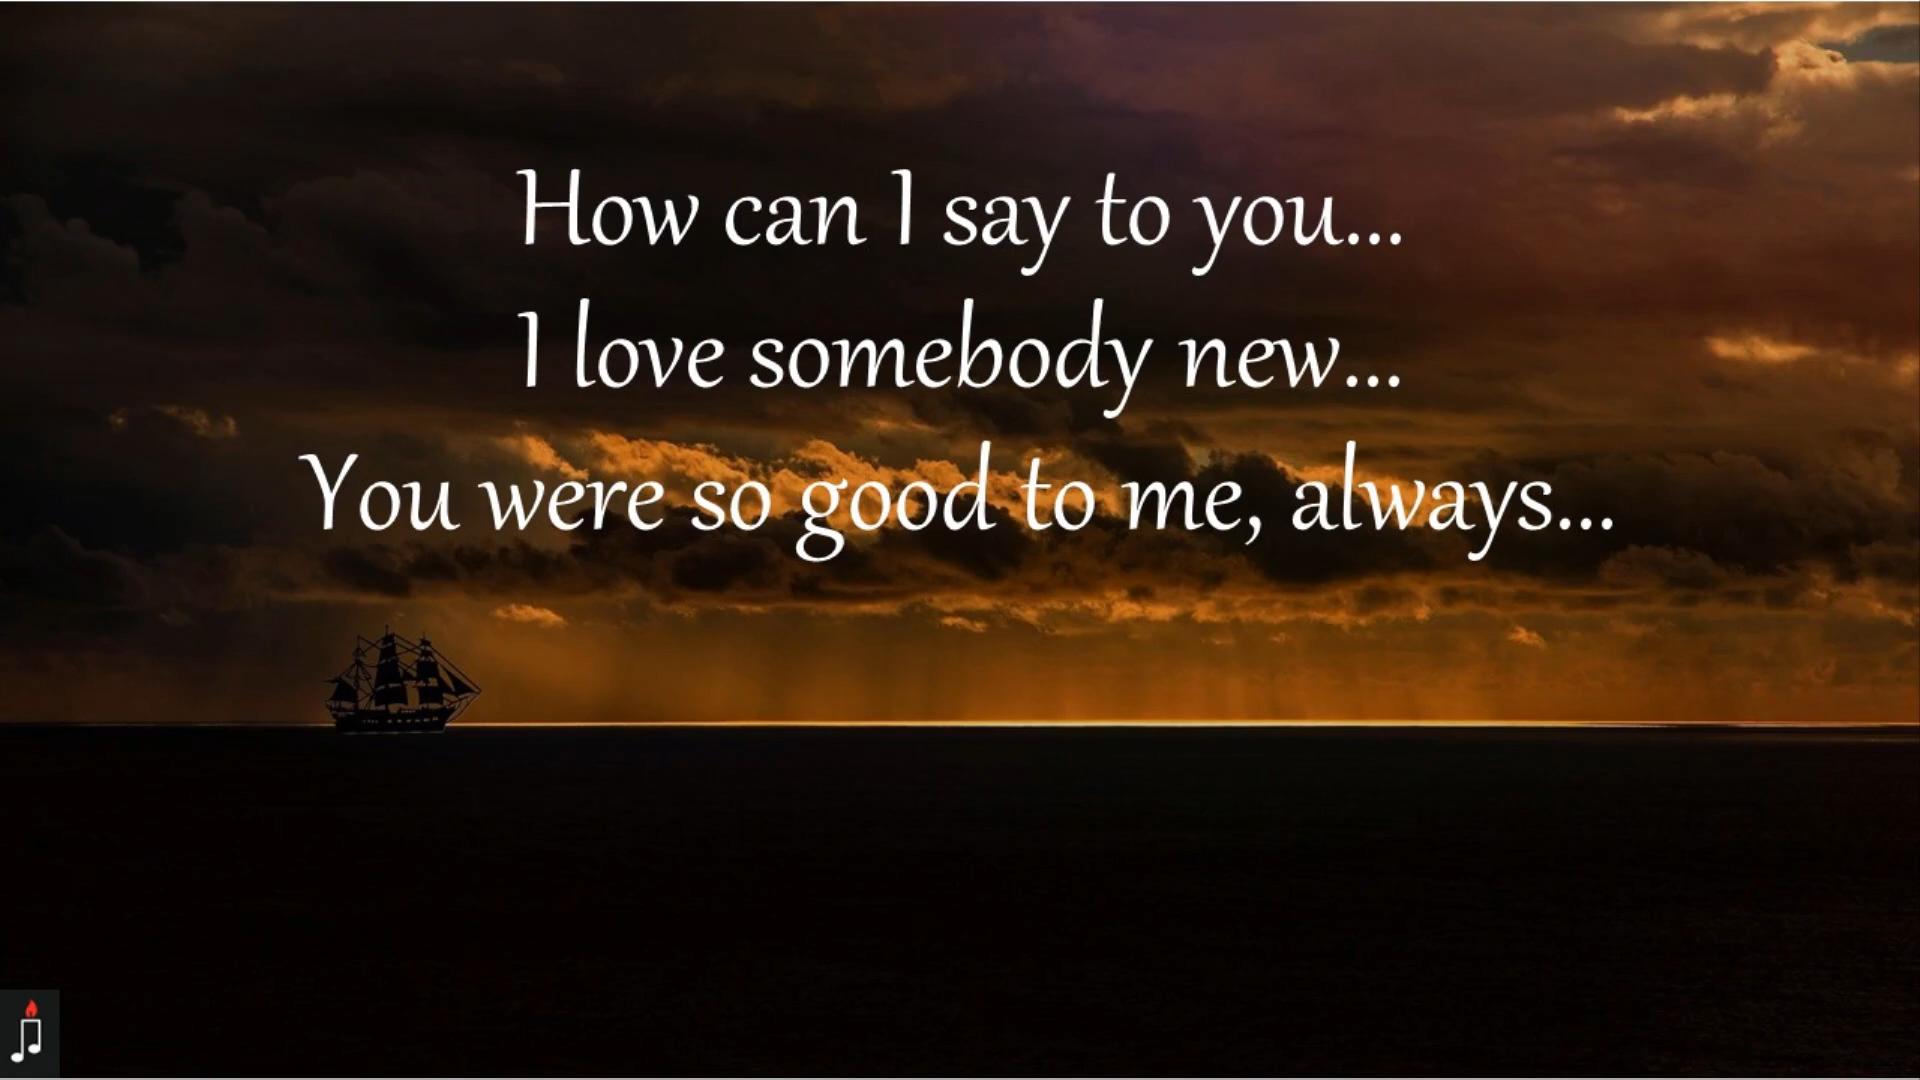 How can I say to you...
I love somebody new...
You were so good to me, always...